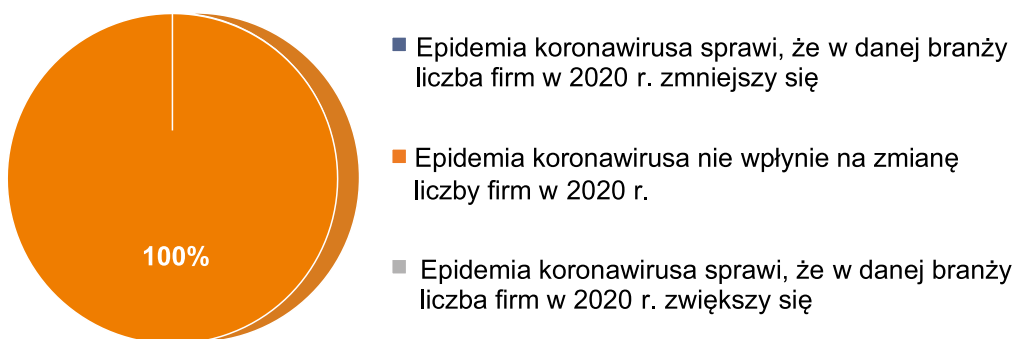 Epidemia koronawirusa sprawi, że w danej branży
liczba firm w 2020 r. zmniejszy się
Epidemia koronawirusa nie wpłynie na zmianę
liczby firm w 2020 r.
100%
Epidemia koronawirusa sprawi, że w danej branży
liczba firm w 2020 r. zwiększy się